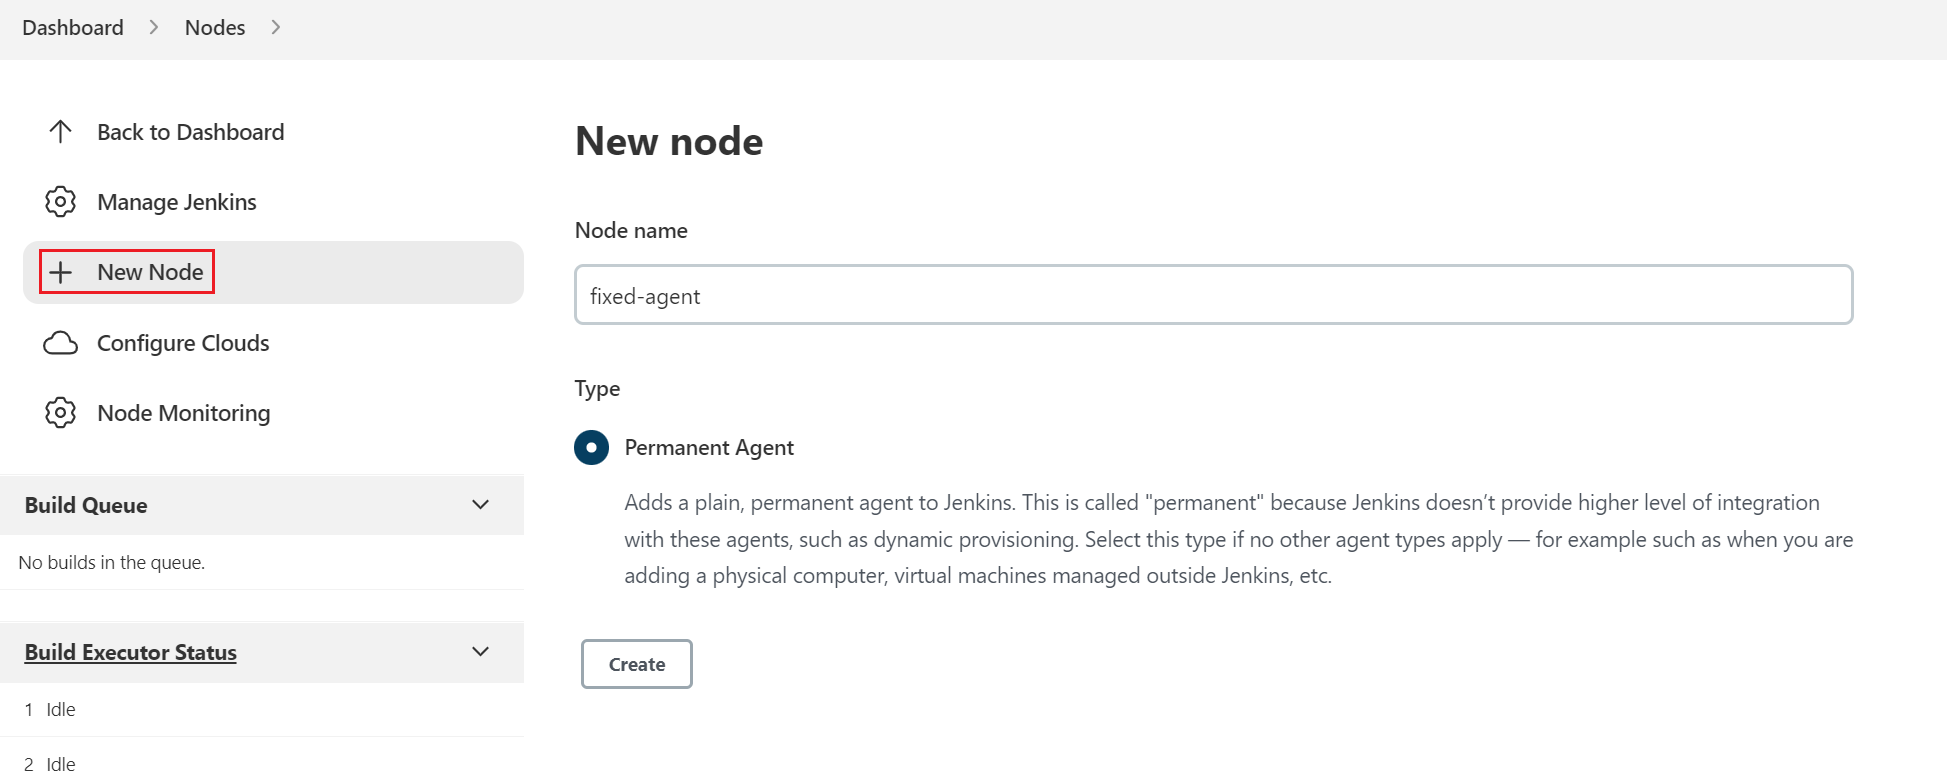 Dashboard > Nodes >
Back to Dashboard
Manage Jenkins
New Node
Configure Clouds
Node Monitoring
Build Queue
No builds in the queue.
Build Executor Status
1 Idle
2 Idle
New node
Node name
fixed-agent
Type
Permanent Agent
Adds a plain, permanent agent to Jenkins. This is called "permanent" because Jenkins doesn’t provide higher level of integration
with these agents, such as dynamic provisioning. Select this type if no other agent types apply — for example such as when you are
adding a physical computer, virtual machines managed outside Jenkins, etc.
Create